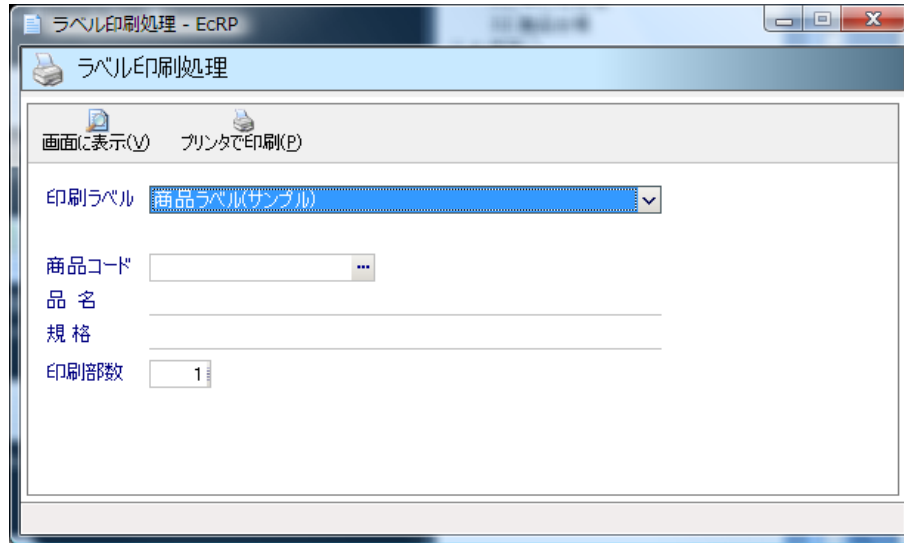 ラベル印刷処理 - EcRP
ラベル印刷処理
画面に表示(V) プリンタで印刷(P)
印刷ラベル 商品ラベル(サンプル)
商品コード ...
品 名
規 格
印刷部数 1